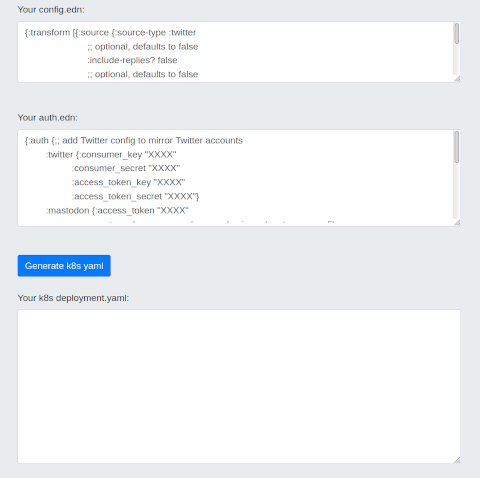 Your config.edn:
{:transform [{:source {:source-type :twitter
;; optional, defaults to false
:include-replies? false
;; optional, defaults to false
Your auth.edn:
{:auth {;; add Twitter config to mirror Twitter accounts
:twitter {:consumer_key "XXXX"
:consumer_secret "XXXX"
:access_token_key "XXXX"
:access_token_secret "XXXX"}
:mastodon {:access_token "XXXX"
Generate k8s yaml
Your k8s deployment.yaml: